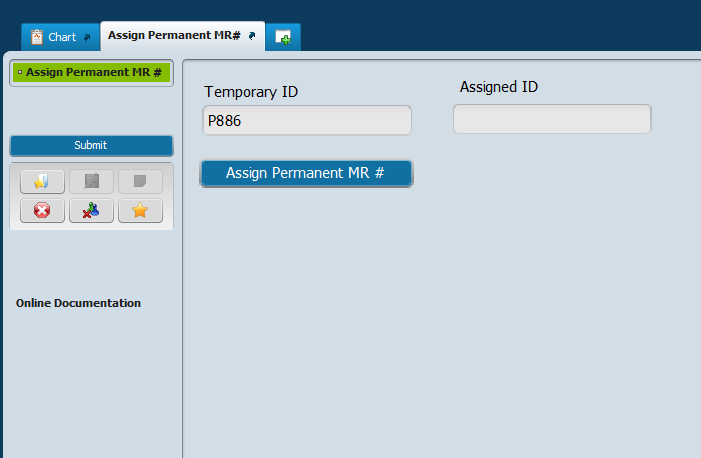 Chart
Assign Permanent MR#
Assign Permanent MR #
Submit
Online Documentation
Temporary ID
P886
Assigned ID
Assign Permanent MR #